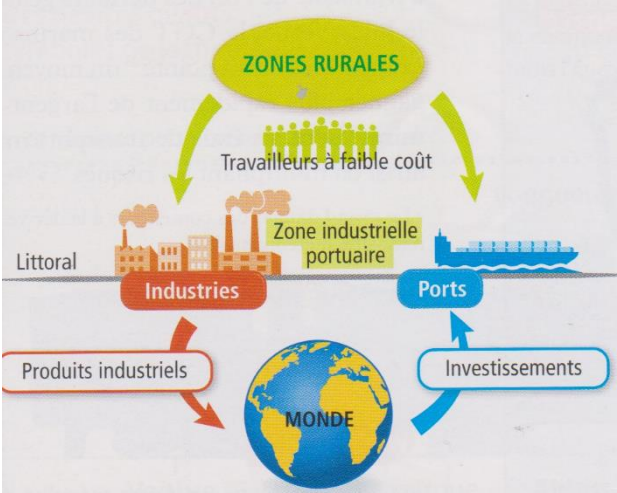 ZONES RURALES
Travailleurs à faible coût
Zone industrielle
portuaire
Littoral
Industries
Ports
Produits industriels
Investissements
MONDE